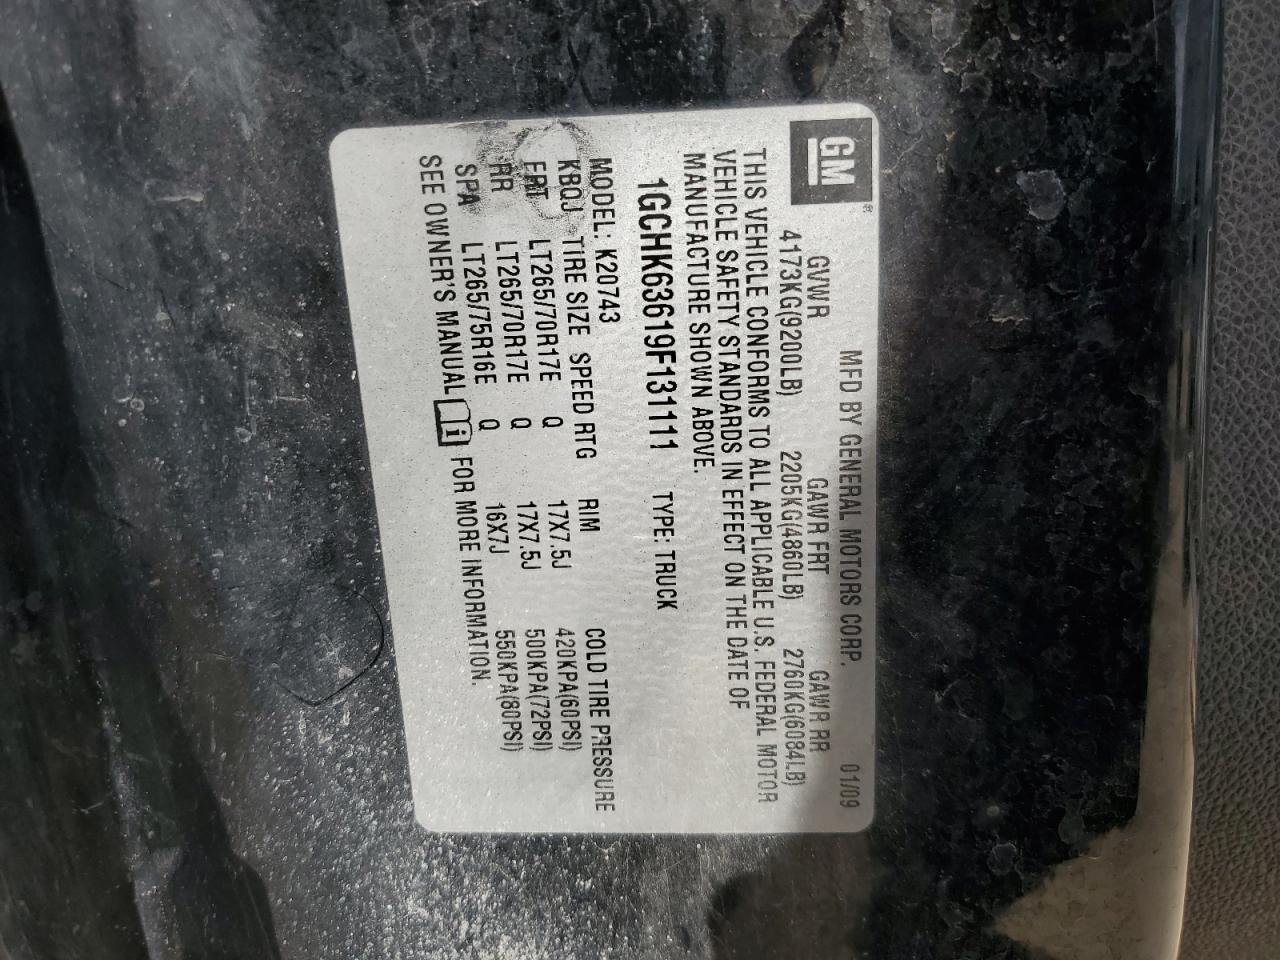 GM®
MFD BY GENERAL MOTORS CORP. 01/09
GVWR GAWR FRT GAWR RR
4173KG(9200LB) 2205KG(4860LB) 2760KG(6084LB)
THIS VEHICLE CONFORMS TO ALL APPLICABLE U.S. FEDERAL MOTOR
VEHICLE SAFETY STANDARDS IN EFFECT ON THE DATE OF
MANUFACTURE SHOWN ABOVE.
1GCHK63619F131111 TYPE: TRUCK
MODEL: K20743
KBQJ TIRE SIZE SPEED RTG RIM COLD TIRE PRESSURE
FRT LT265/70R17E Q 17X7.5J 420KPA(60PSI)
RR LT265/70R17E Q 17X7.5J 500KPA(72PSI)
SPA LT265/75R16E Q 16X7J 550KPA(80PSI)
SEE OWNER'S MANUAL i FOR MORE INFORMATION.